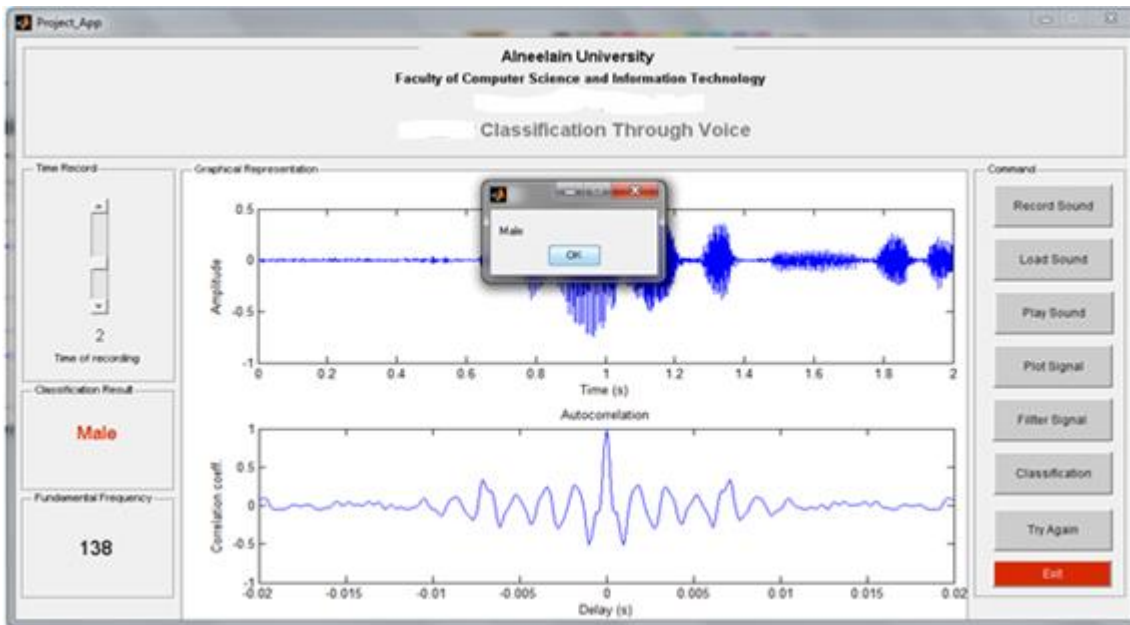 Project_App
Alneelain University
Faculty of Computer Science and Information Technology
Classification Through Voice
Time Record
2
Time of recording
Classification Result
Male
Fundamental Frequency
138
Graphical Representation
0.5
0
-0.5
-1
Amplitude
0 0.2 0.4 0.6 0.8 1 1.2 1.4 1.6 1.8 2
Time (s)
Male
OK
Autocorrelation
1
0.5
0
-0.5
-1
Correlation coeff.
-0.02 -0.015 -0.01 -0.005 0 0.005 0.01 0.015 0.02
Delay (s)
Command
Record Sound
Load Sound
Play Sound
Plot Signal
Filter Signal
Classification
Try Again
Exit